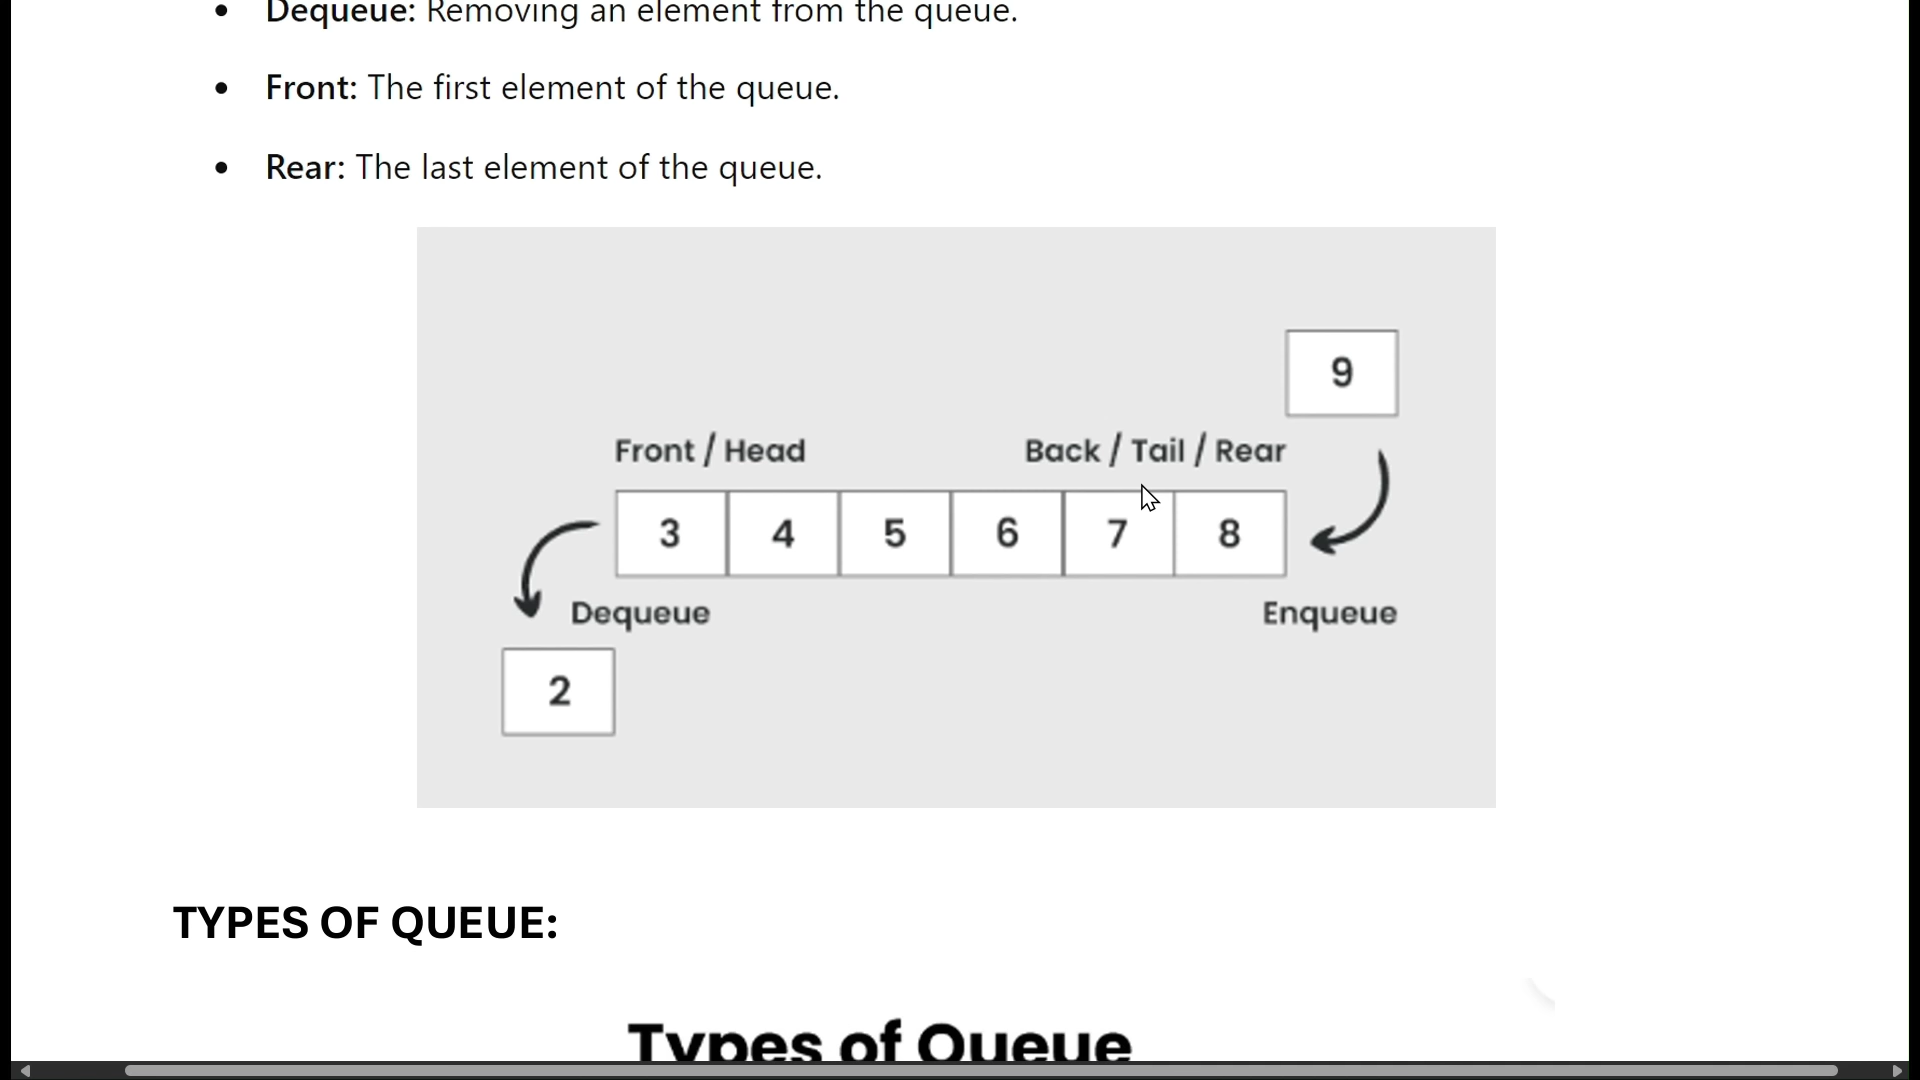 • Dequeue: Removing an element from the queue.
• Front: The first element of the queue.
• Rear: The last element of the queue.
9
Front / Head Back / Tail / Rear
3 4 5 6 7 8
Dequeue Enqueue
2
TYPES OF QUEUE:
Types of Queue